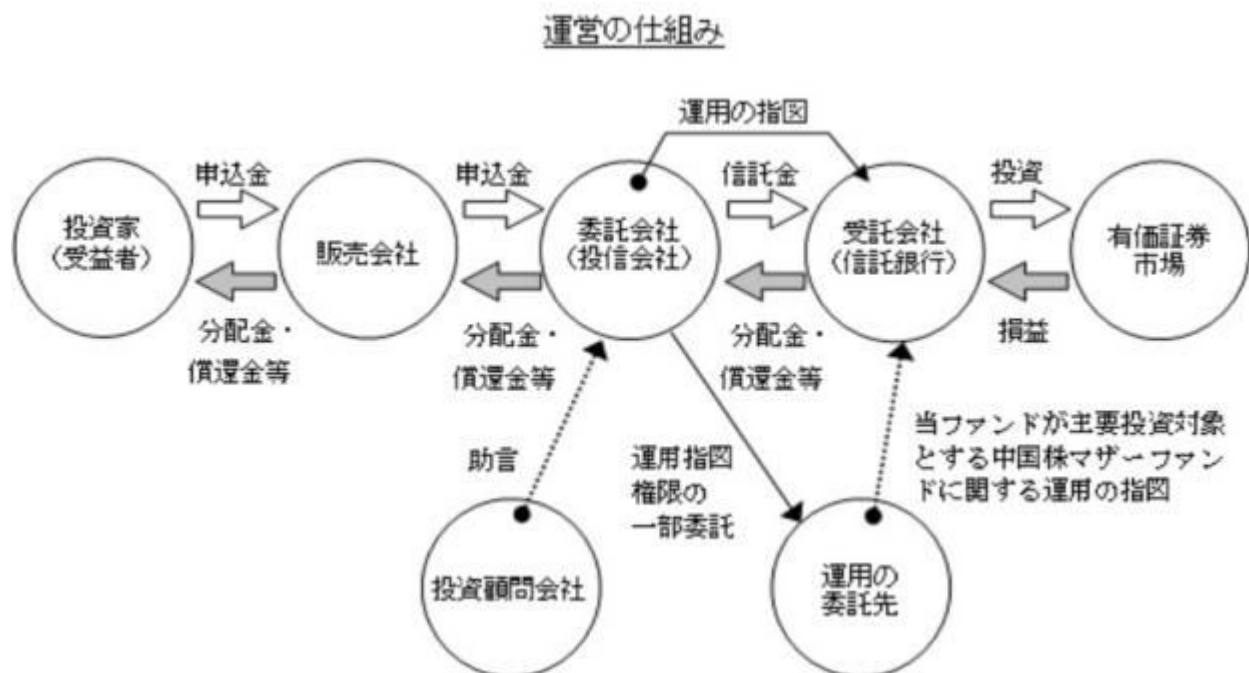 運営の仕組み
運用の指図
申込金
申込金
信託金
投資
投資家
（受益者）
販売会社
委託会社
（投信会社）
受託会社
（信託銀行）
有価証券
市場
分配金・
償還金等
分配金・
償還金等
分配金・
償還金等
損益
助言
運用指図
権限の
一部委託
当ファンドが主要投資対象
とする中国株マザーファン
ドに関する運用の指図
投資顧問会社
運用の
委託先